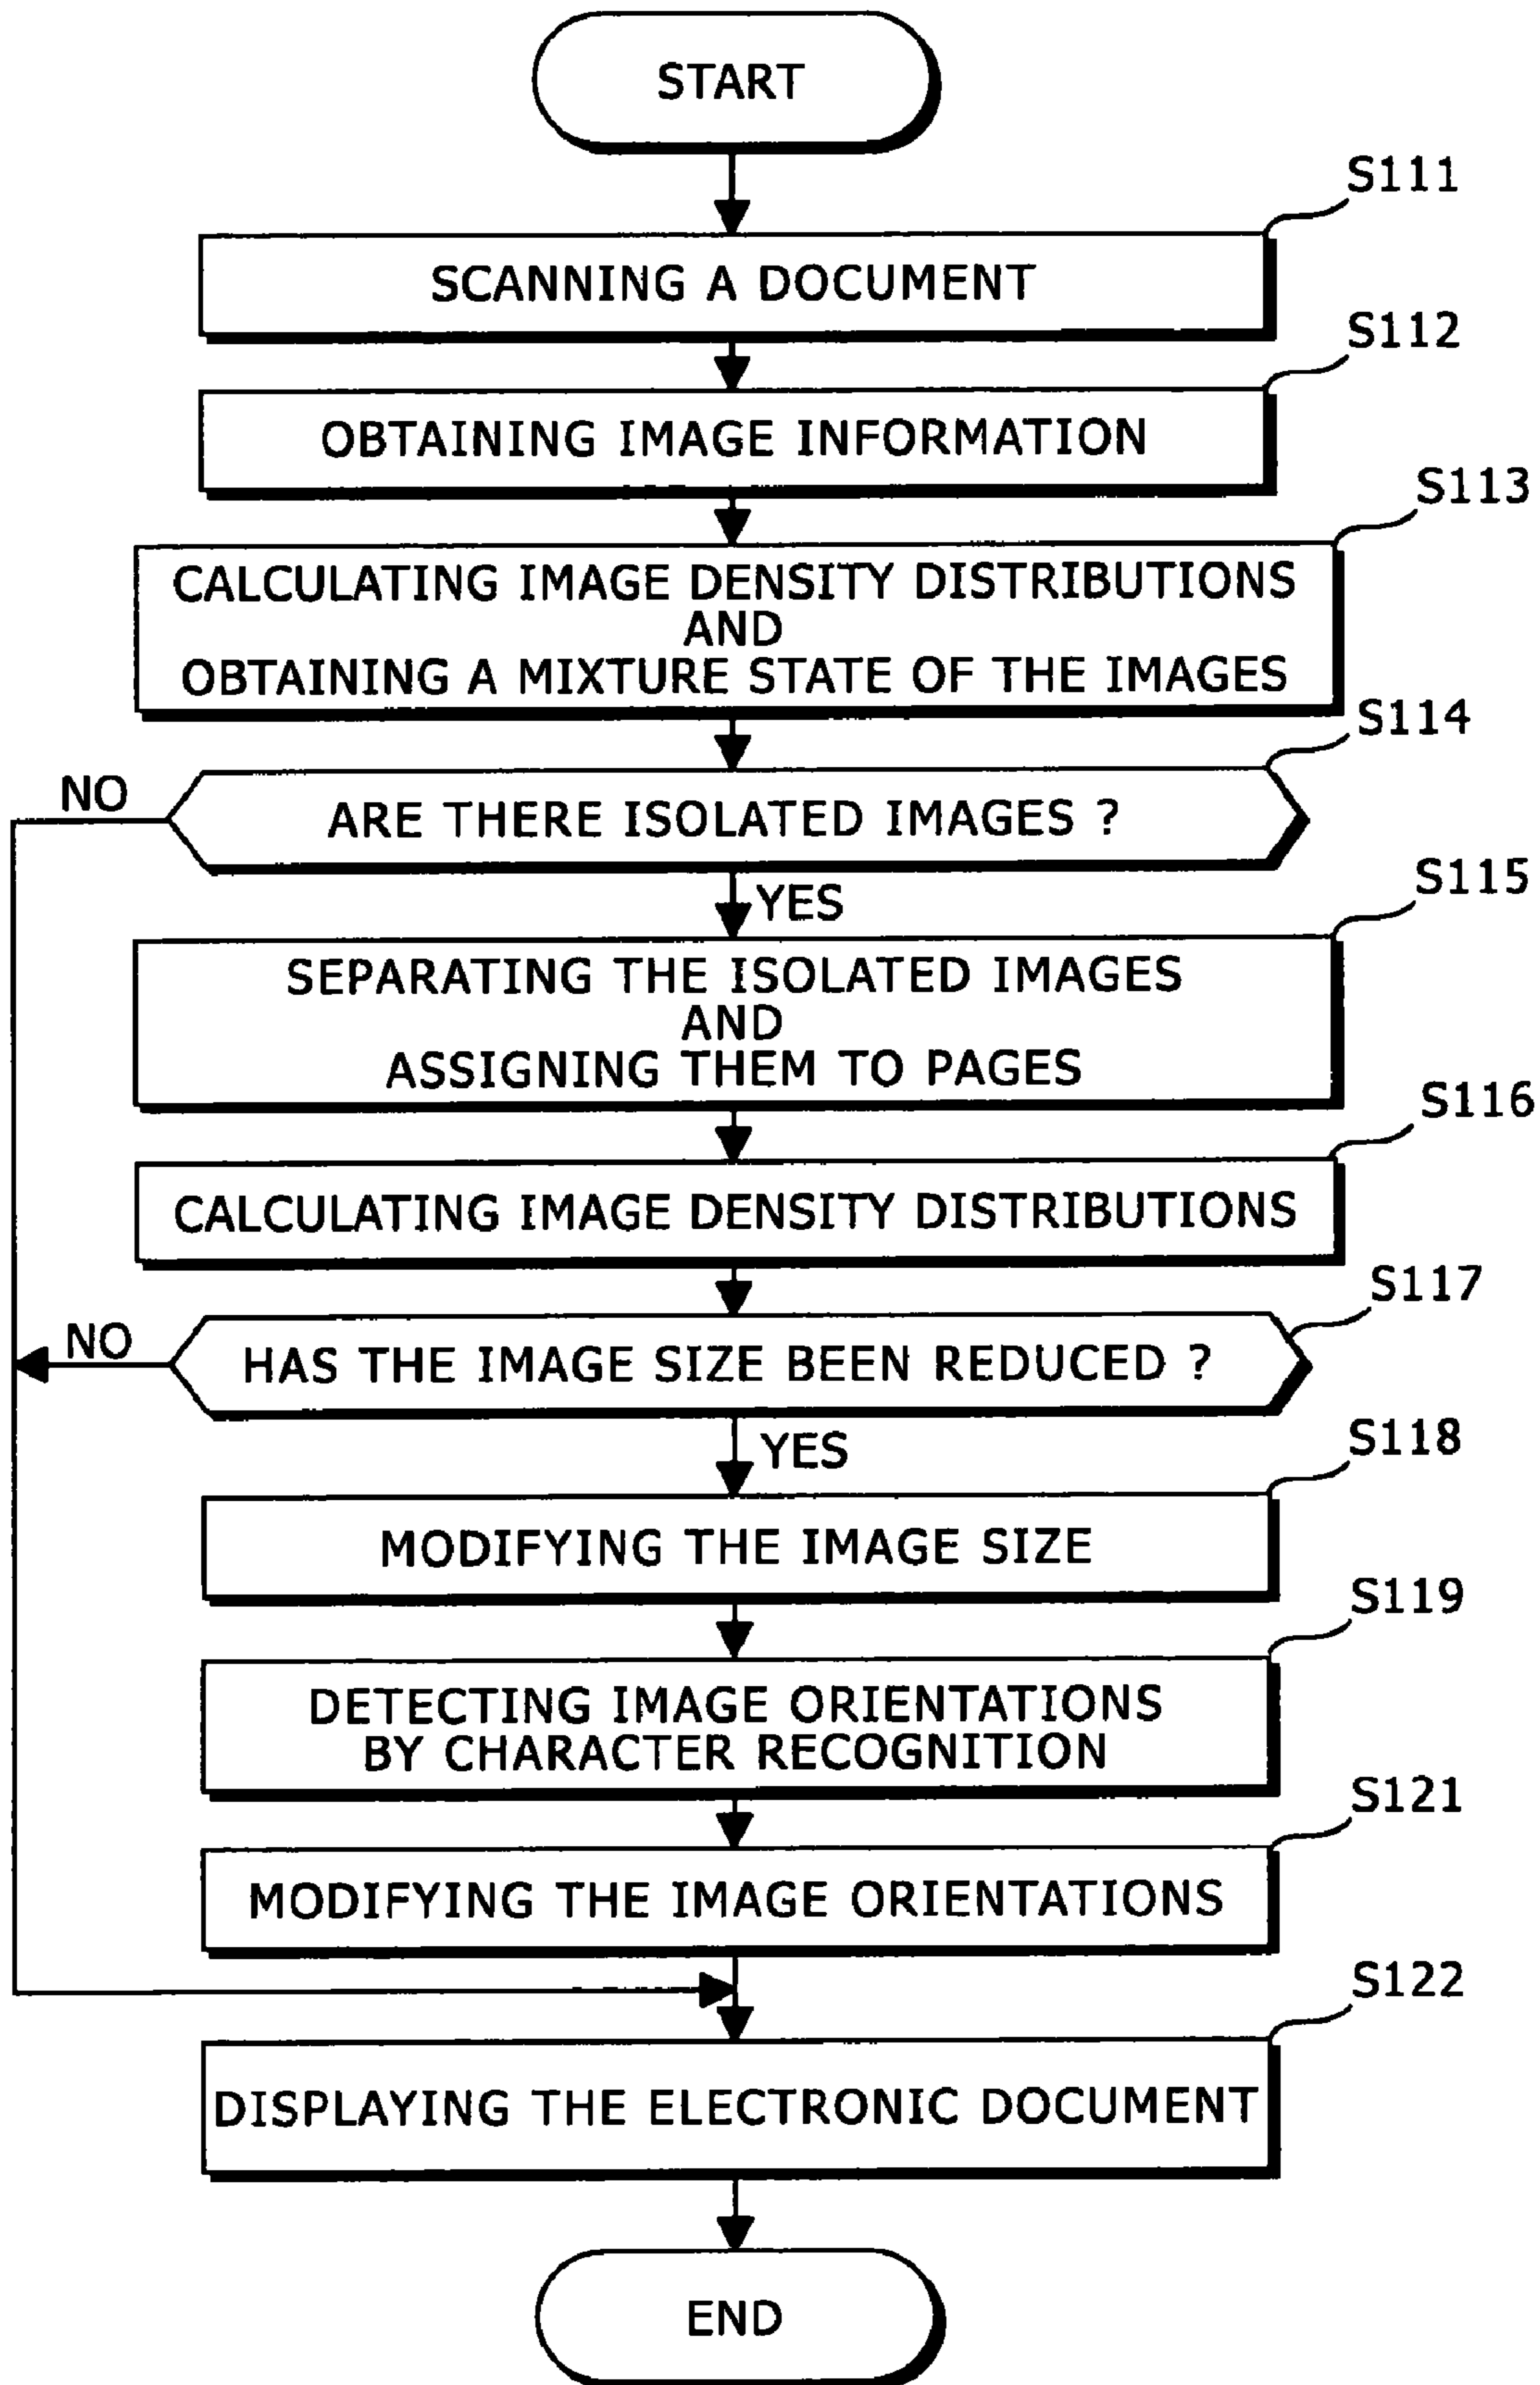 START
S111
SCANNING A DOCUMENT
S112
OBTAINING IMAGE INFORMATION
S113
CALCULATING IMAGE DENSITY DISTRIBUTIONS
AND
OBTAINING A MIXTURE STATE OF THE IMAGES
S114
NO
ARE THERE ISOLATED IMAGES ?
YES
S115
SEPARATING THE ISOLATED IMAGES
AND
ASSIGNING THEM TO PAGES
S116
CALCULATING IMAGE DENSITY DISTRIBUTIONS
S117
NO
HAS THE IMAGE SIZE BEEN REDUCED ?
YES
S118
MODIFYING THE IMAGE SIZE
S119
DETECTING IMAGE ORIENTATIONS
BY CHARACTER RECOGNITION
S121
MODIFYING THE IMAGE ORIENTATIONS
S122
DISPLAYING THE ELECTRONIC DOCUMENT
END